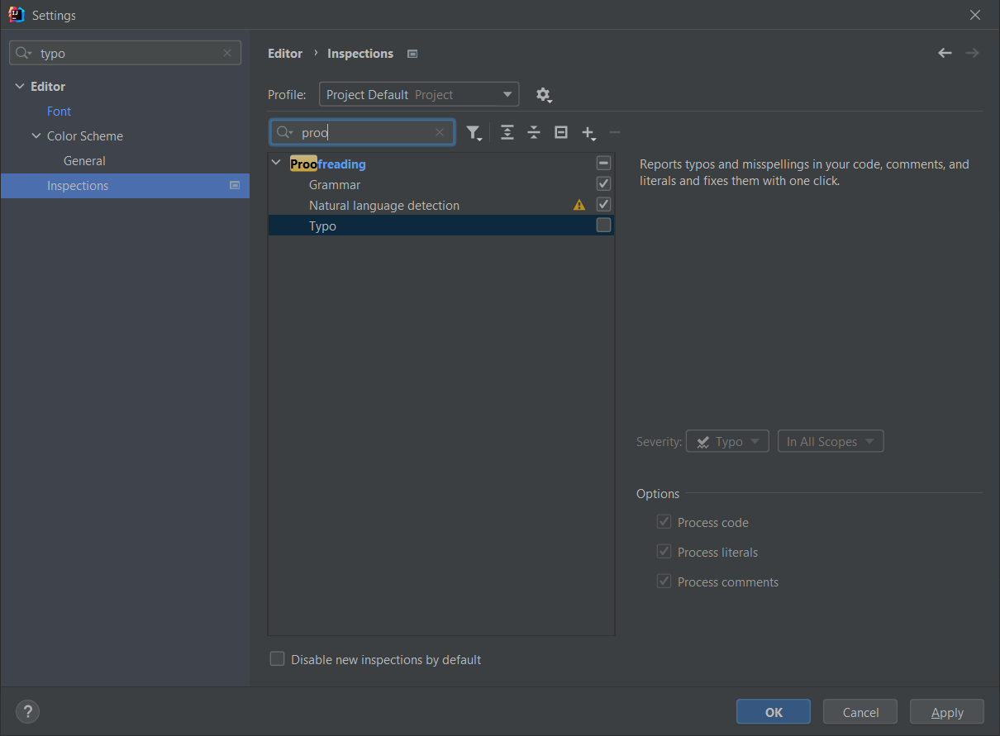 Settings
typo
Editor
Font
Color Scheme
General
Inspections
Editor › Inspections
Profile: Project Default Project
proo
Proofreading
Grammar
Natural language detection
Typo
Reports typos and misspellings in your code, comments, and
literals and fixes them with one click.
Severity: Typo In All Scopes
Options
Process code
Process literals
Process comments
Disable new inspections by default
? OK Cancel Apply